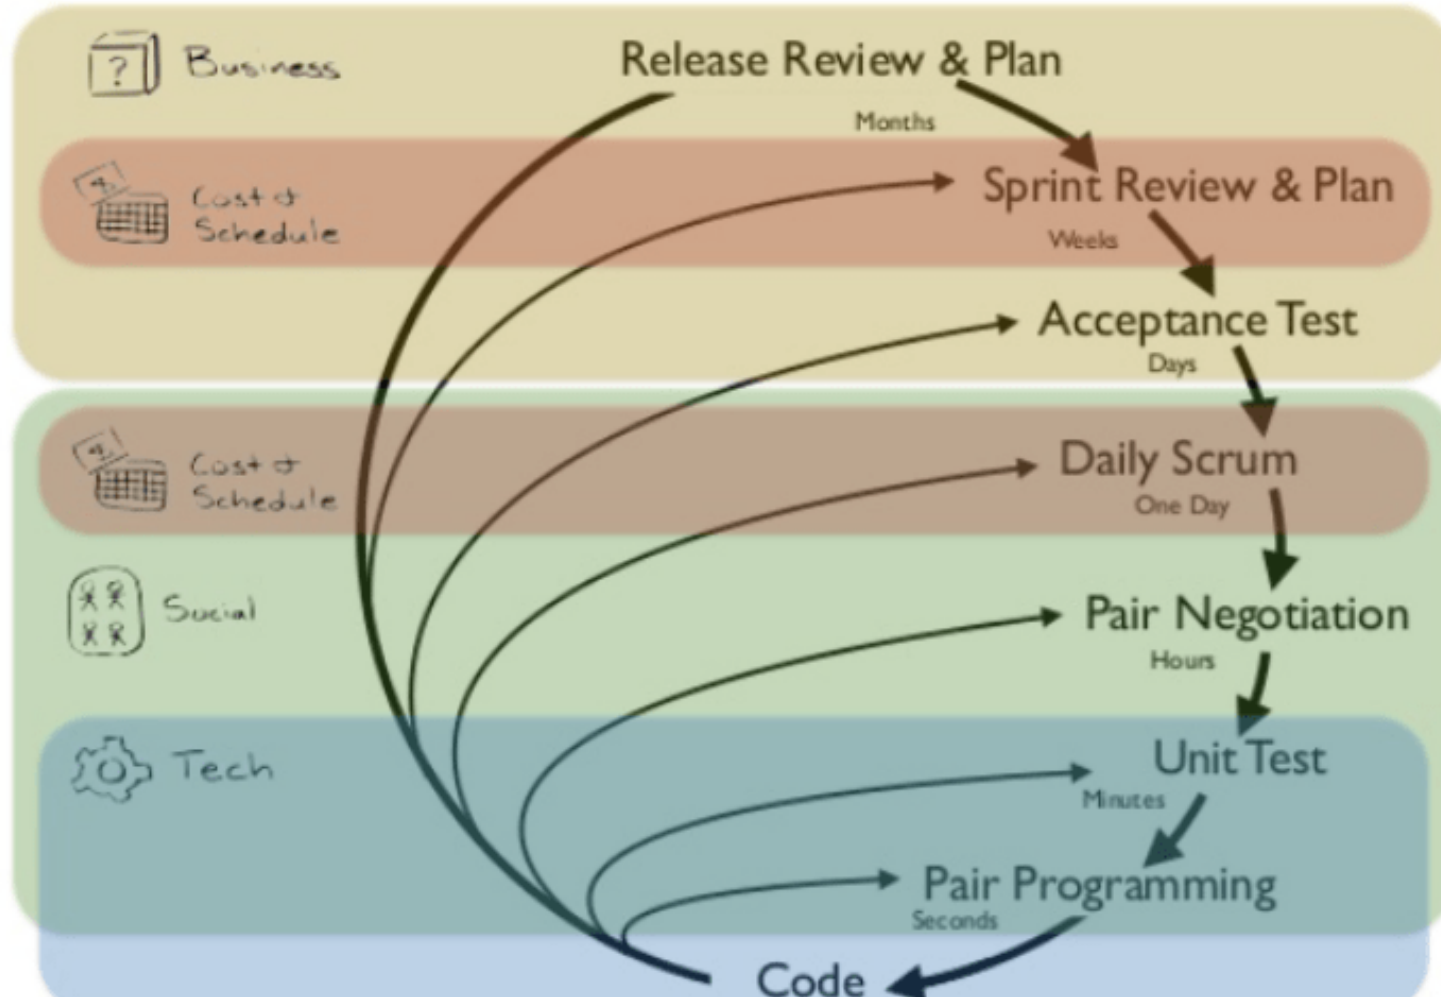 ?
Business
Release Review & Plan
Months
Cost &
Schedule
Sprint Review & Plan
Weeks
Acceptance Test
Days
Cost &
Schedule
Daily Scrum
One Day
Social
Pair Negotiation
Hours
Tech
Unit Test
Minutes
Pair Programming
Seconds
Code